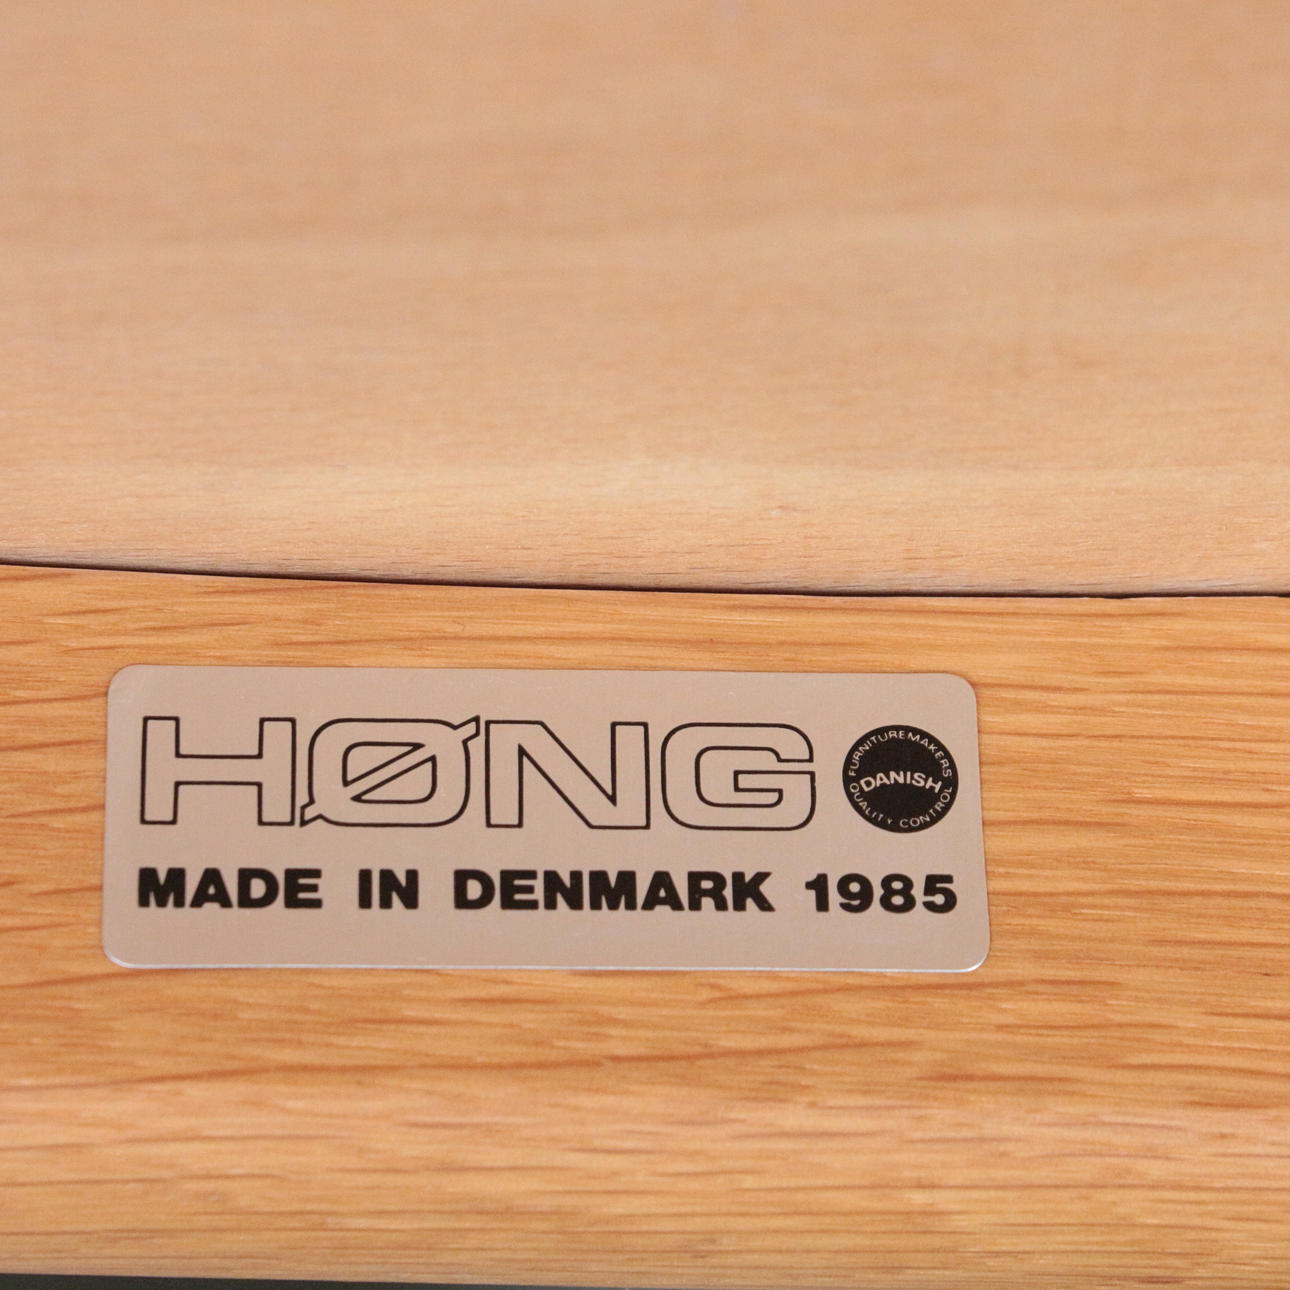 HØNG
FURNITUREMAKERS
DANISH
QUALITY CONTROL
MADE IN DENMARK 1985